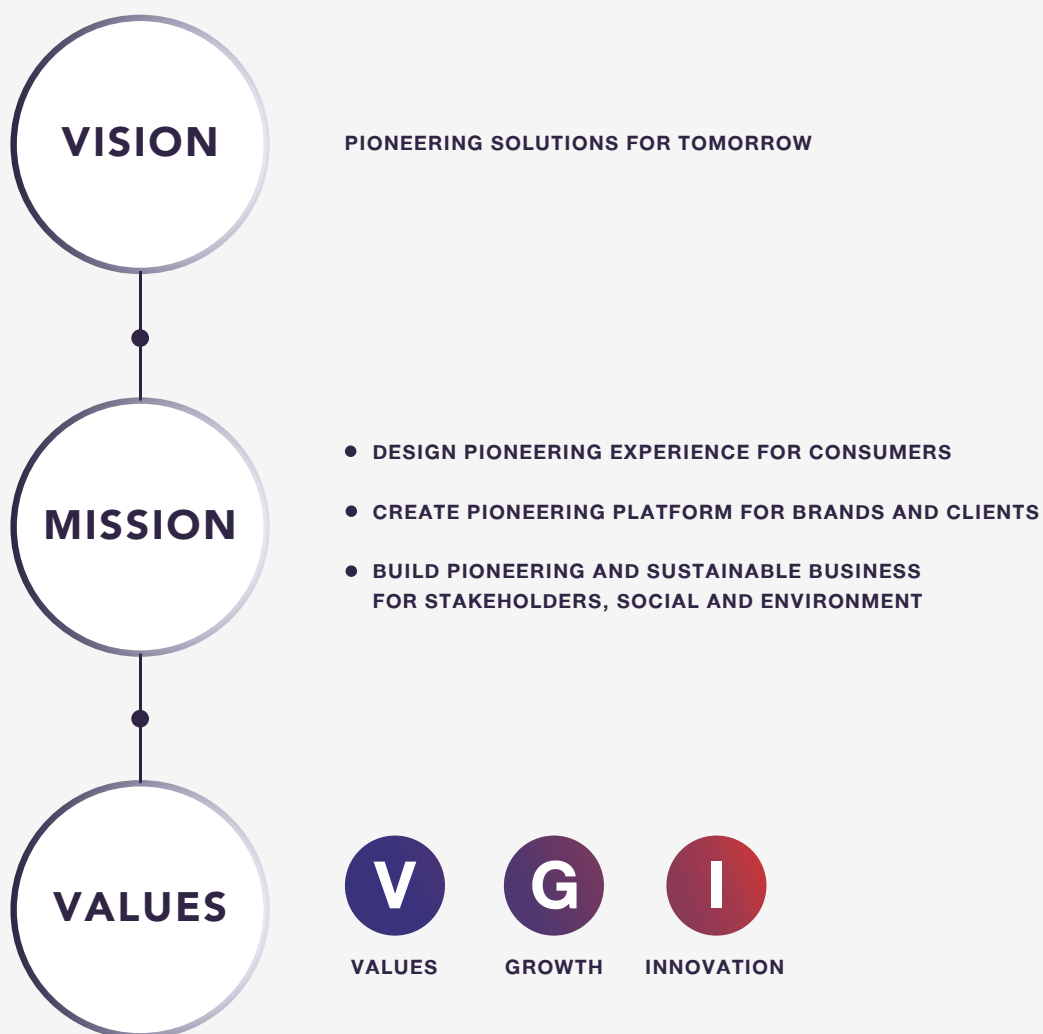 VISION
PIONEERING SOLUTIONS FOR TOMORROW
MISSION
DESIGN PIONEERING EXPERIENCE FOR CONSUMERS
CREATE PIONEERING PLATFORM FOR BRANDS AND CLIENTS
BUILD PIONEERING AND SUSTAINABLE BUSINESS
FOR STAKEHOLDERS, SOCIAL AND ENVIRONMENT
VALUES
V G I
VALUES GROWTH INNOVATION